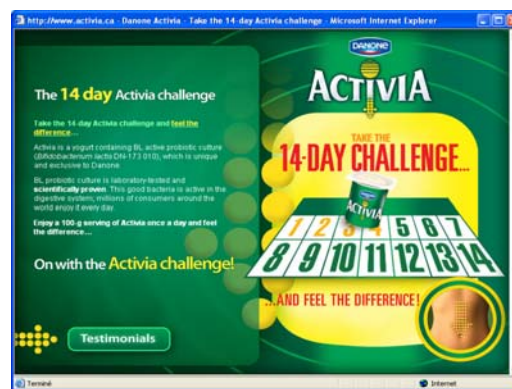 http://www.activia.ca - Danone Activia - Take the 14-day Activia challenge - Microsoft Internet Explorer
The 14 day Activia challenge
Take the 14-day Activia challenge and feel the
difference...
Activia is a yogurt containing BL active probiotic culture
(Bifidobacterium lactis DN-173 010), which is unique
and exclusive to Danone.
BL probiotic culture is laboratory-tested and
scientifically proven. This good bacteria is active in the
digestive system; millions of consumers around the
world enjoy it every day.
Enjoy a 100-g serving of Activia once a day and feel
the difference...
On with the Activia challenge!
Testimonials
DANONE
ACTIVIA
TAKE THE
14-DAY CHALLENGE...
ACTIVIA
1 2 3 4 5 6 7
8 9 10 11 12 13 14
...AND FEEL THE DIFFERENCE!
Terminé
Internet